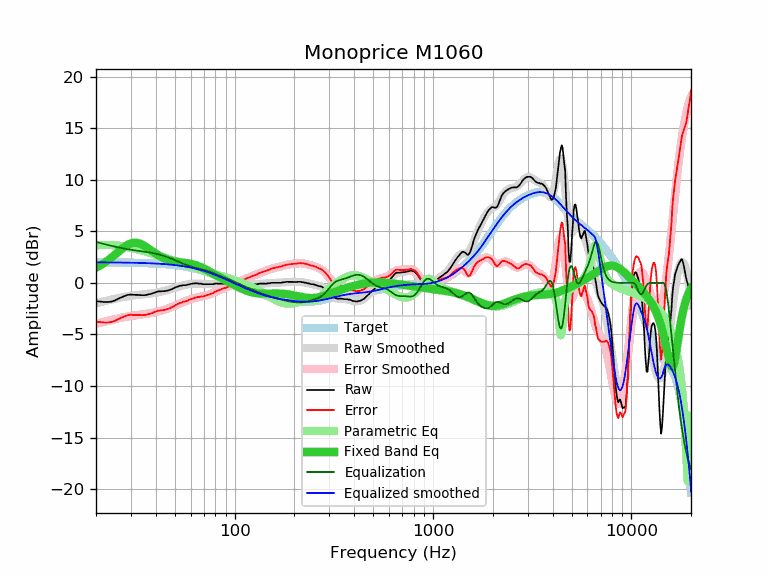 Monoprice M1060
Amplitude (dBr)
20
15
10
5
0
−5
−10
−15
−20
Target
Raw Smoothed
Error Smoothed
Raw
Error
Parametric Eq
Fixed Band Eq
Equalization
Equalized smoothed
100 1000 10000
Frequency (Hz)